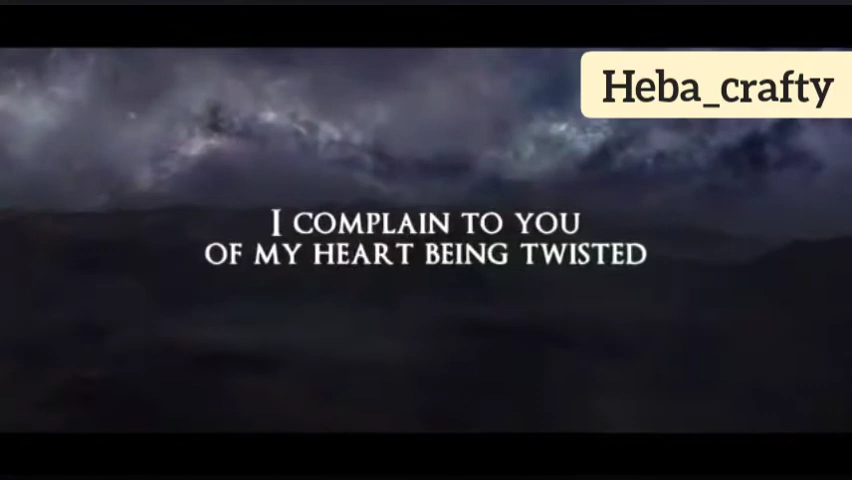 Heba_crafty
I COMPLAIN TO YOU
OF MY HEART BEING TWISTED